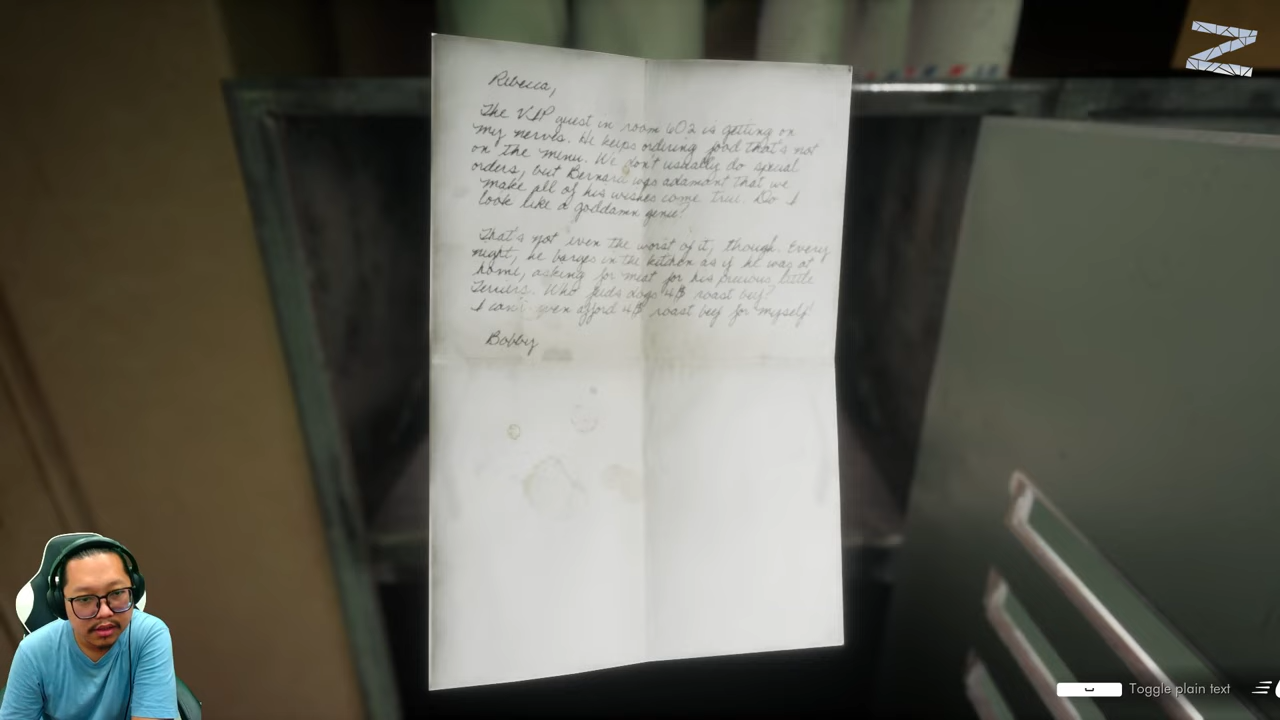 Rebecca,
The VIP guest in room 602 is getting on
my nerves. He keeps ordering food that's not
on the menu. We don't usually do special
orders, but Bernard was adamant that we
make all of his wishes come true. Do I
look like a goddamn genie?
That's not even the worst of it, though. Every
night, he barges in the kitchen as if he was at
home, asking for meat for his precious little
Terriers. Who feeds dogs 4$ roast beef?
I can't even afford 4$ roast beef for myself!
Bobby
Toggle plain text